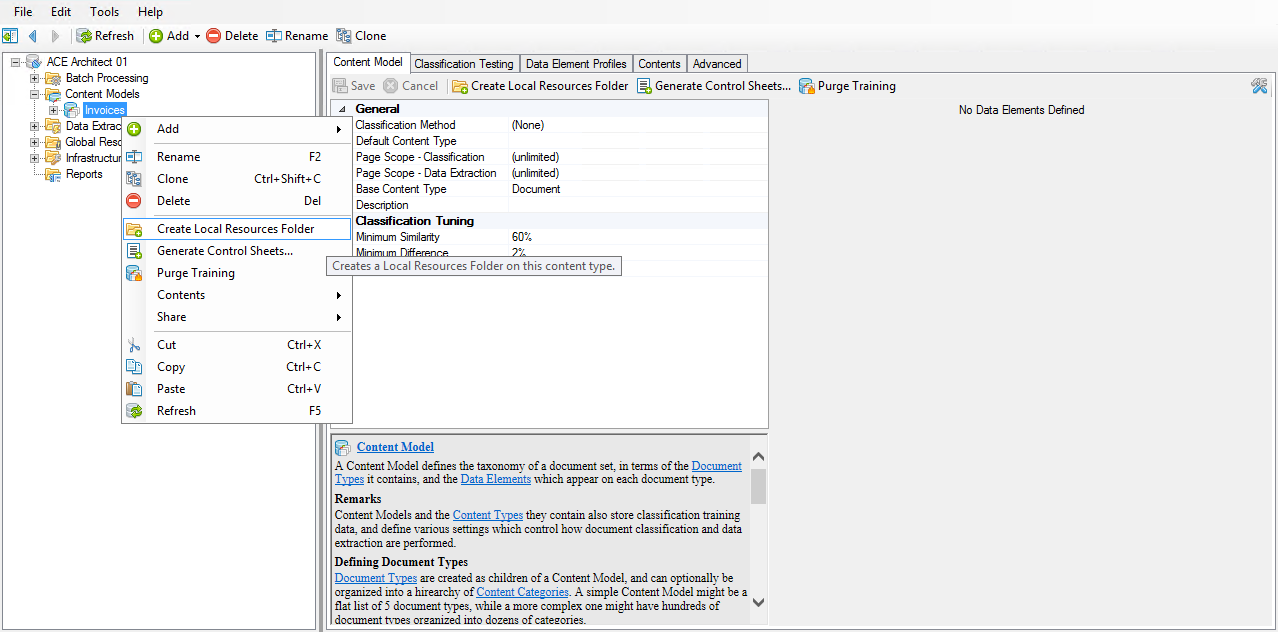 File Edit Tools Help
Refresh Add Delete Rename Clone
ACE Architect 01
Batch Processing
Content Models
Invoices
Data Extrac
Global Reso
Infrastructur
Reports
Add
Rename F2
Clone Ctrl+Shift+C
Delete Del
Create Local Resources Folder
Generate Control Sheets...
Purge Training
Contents
Share
Cut Ctrl+X
Copy Ctrl+C
Paste Ctrl+V
Refresh F5
Content Model Classification Testing Data Element Profiles Contents Advanced
Save Cancel Create Local Resources Folder Generate Control Sheets... Purge Training
General
Classification Method (None)
Default Content Type
Page Scope - Classification (unlimited)
Page Scope - Data Extraction (unlimited)
Base Content Type Document
Description
Classification Tuning
Minimum Similarity 60%
Minimum Difference 2%
Creates a Local Resources Folder on this content type.
Content Model
A Content Model defines the taxonomy of a document set, in terms of the Document
Types it contains, and the Data Elements which appear on each document type.
Remarks
Content Models and the Content Types they contain also store classification training
data, and define various settings which control how document classification and data
extraction are performed.
Defining Document Types
Document Types are created as children of a Content Model, and can optionally be
organized into a hirearchy of Content Categories. A simple Content Model might be a
flat list of 5 document types, while a more complex one might have hundreds of
document types organized into dozens of categories.
No Data Elements Defined